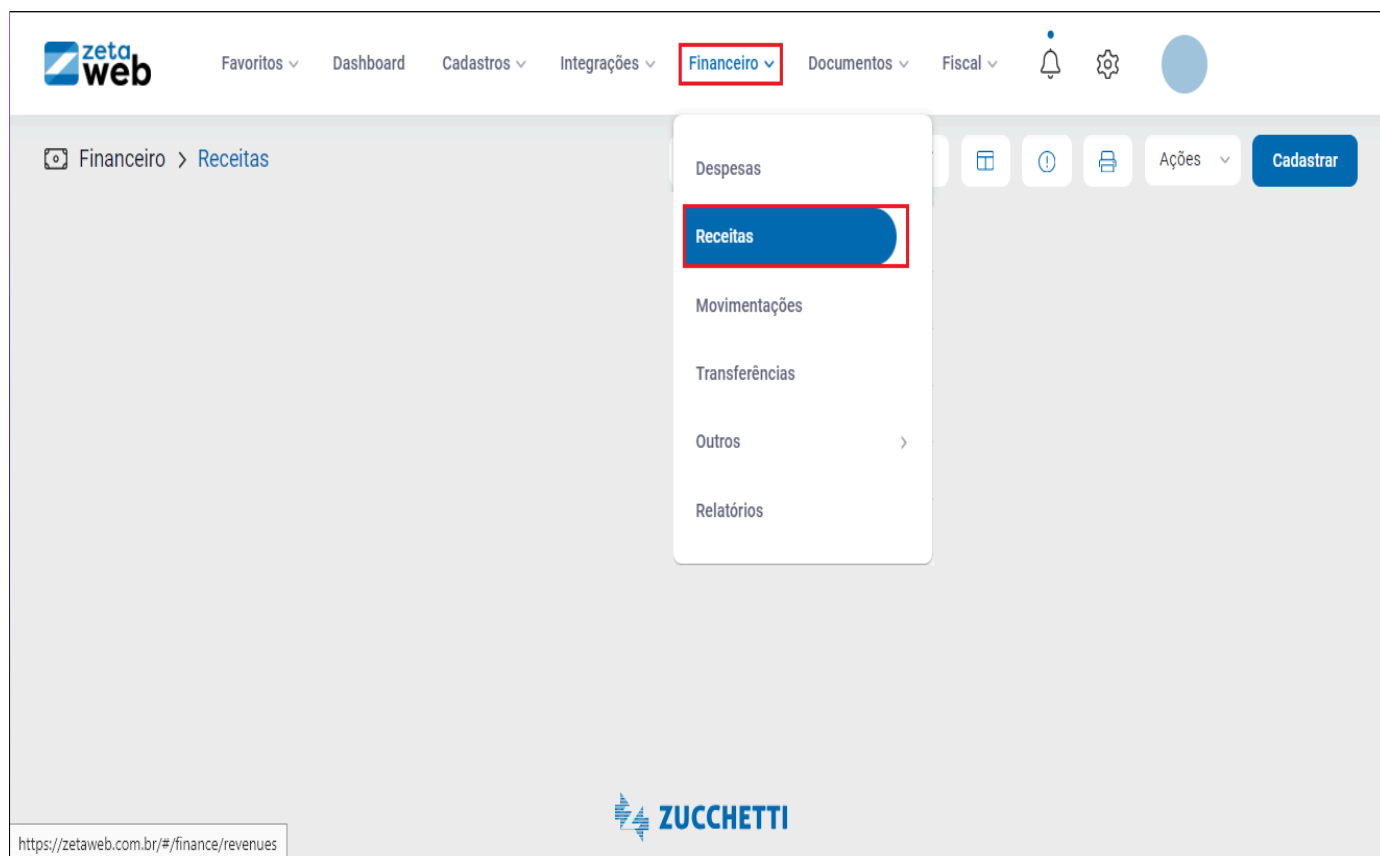 zeta
web
Favoritos
Dashboard
Cadastros
Integrações
Financeiro
Documentos
Fiscal
Financeiro > Receitas
Ações
Cadastrar
Despesas
Receitas
Movimentações
Transferências
Outros
Relatórios
ZUCCHETTI
https://zetaweb.com.br/#/finance/revenues